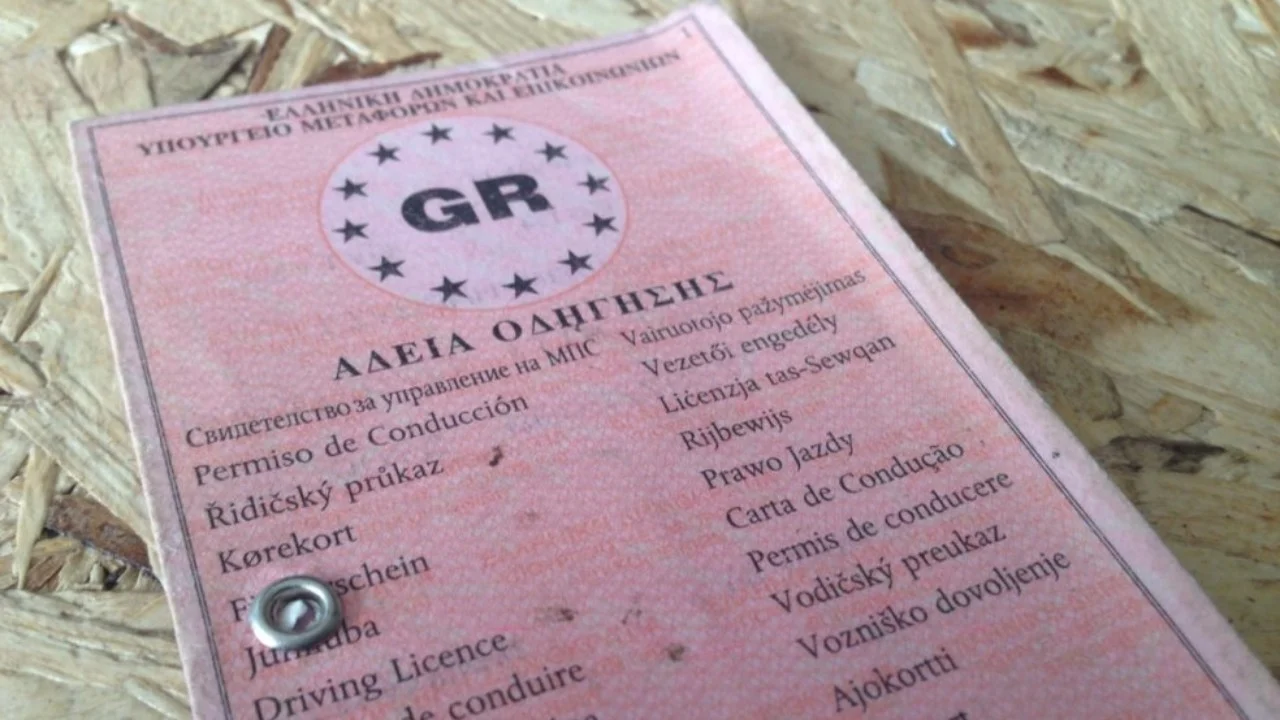 1
ΕΛΛΗΝΙΚΗ ΔΗΜΟΚΡΑΤΙΑ
ΥΠΟΥΡΓΕΙΟ ΜΕΤΑΦΟΡΩΝ ΚΑΙ ΕΠΙΚΟΙΝΩΝΙΩΝ
GR
ΑΔΕΙΑ ΟΔΗΓΗΣΗΣ
Свидетелство за управление на МПС
Permiso de Conducción
Řidičský průkaz
Kørekort
Driving Licence
de conduire
Vairuotojo pažymėjimas
Vezetői engedély
Liċenzja tas-Sewqan
Rijbewijs
Prawo Jazdy
Carta de Condução
Permis de conducere
Vodičský preukaz
Vozniško dovoljenje
Ajokortti